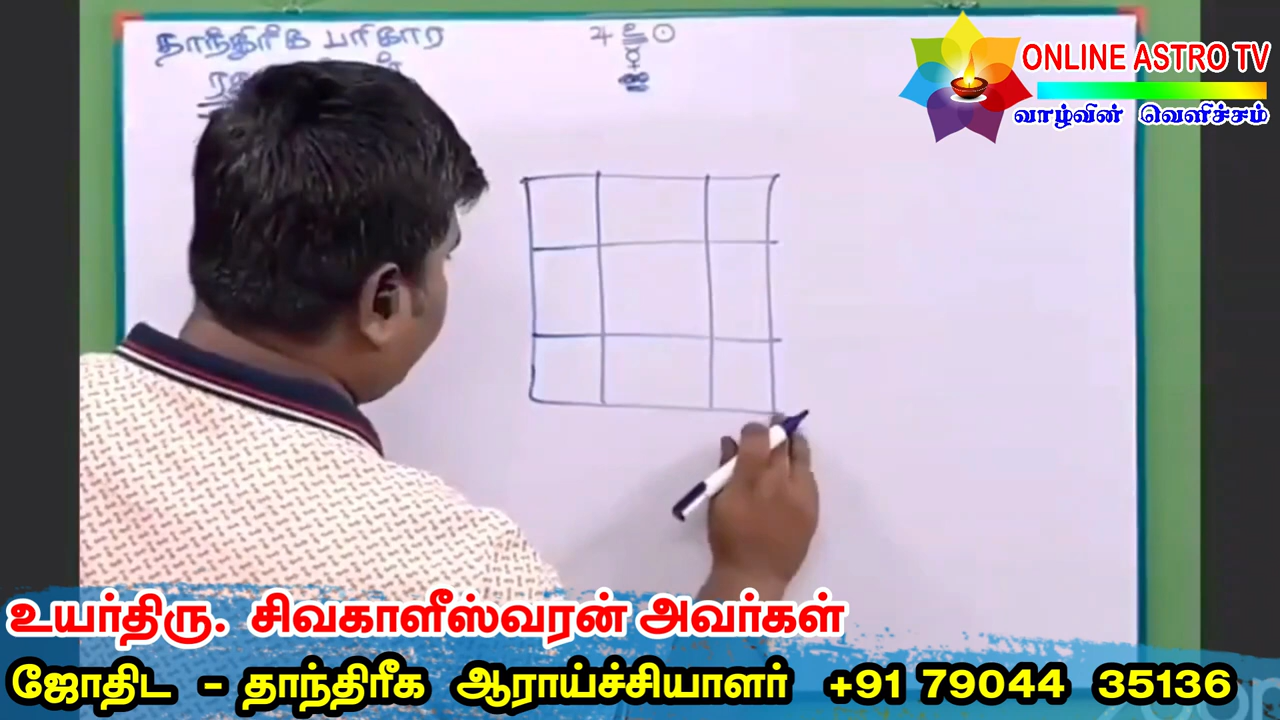 தாந்திரீக பரிகார
ONLINE ASTRO TV
வாழ்வின் வெளிச்சம்
உயர்திரு. சிவகாளீஸ்வரன் அவர்கள்
ஜோதிட - தாந்திரீக ஆராய்ச்சியாளர் +91 79044 35136